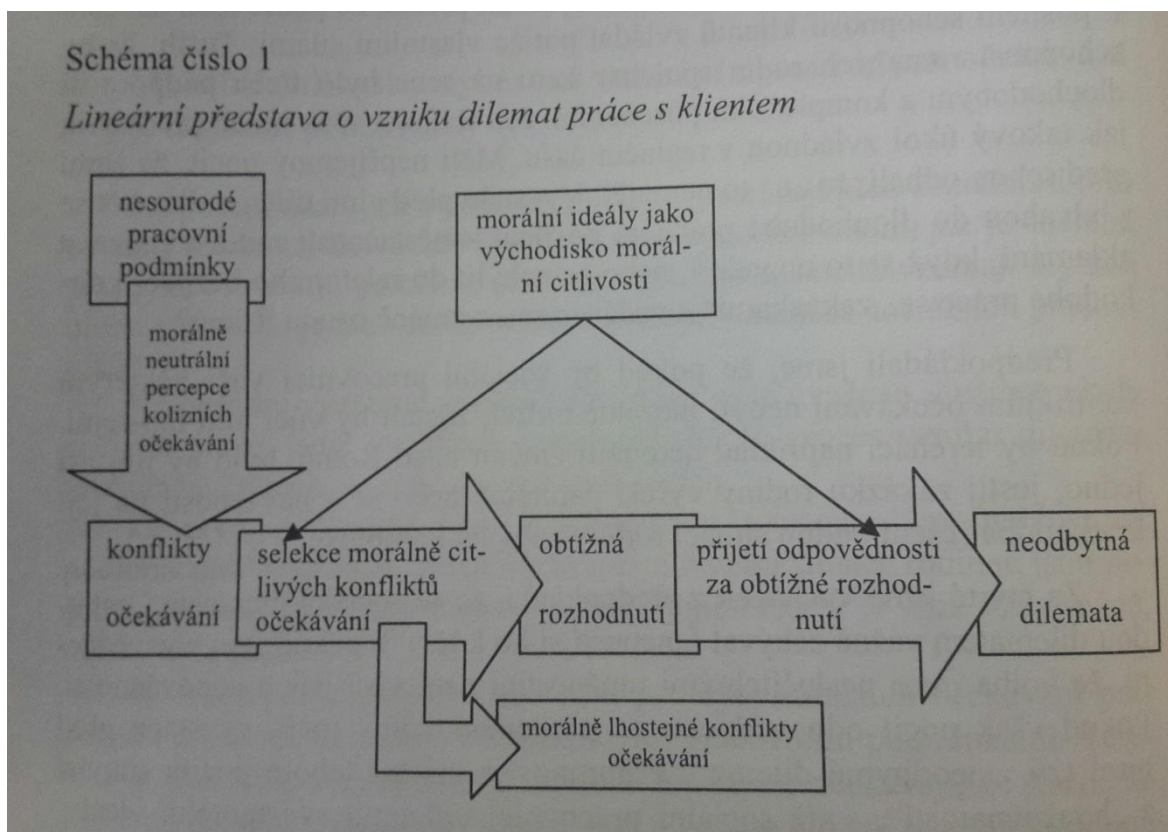 Schéma číslo 1
Lineární představa o vzniku dilemat práce s klientem
nesourodé
pracovní
podmínky
morální ideály jako
východisko morál-
ní citlivosti
morálně
neutrální
percepce
kolizních
očekávání
konflikty
očekávání
selekce morálně cit-
livých konfliktů
očekávání
obtížná
rozhodnutí
přijetí odpovědnosti
za obtížné rozhod-
nutí
neodbytná
dilemata
morálně lhostejné konflikty
očekávání